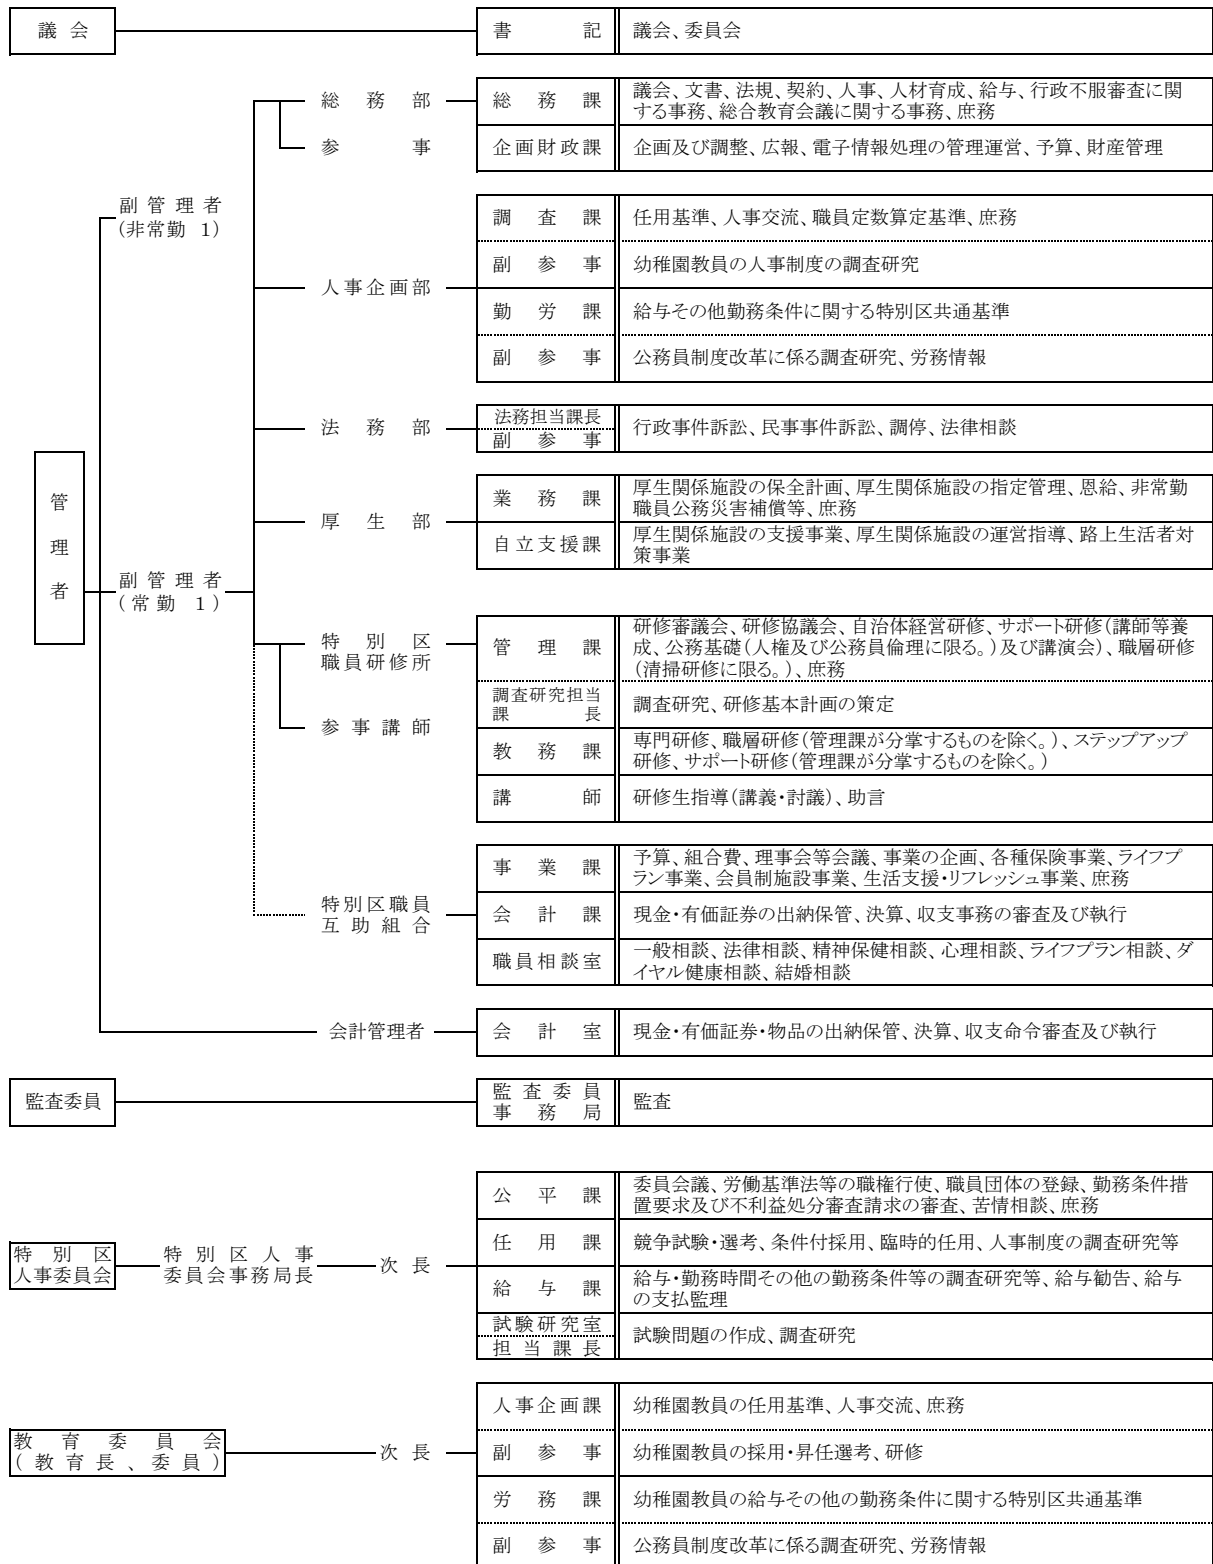 議会
書記
議会、委員会
総務部
総務課
議会、文書、法規、契約、人事、人材育成、給与、行政不服審査に関
する事務、総合教育会議に関する事務、庶務
参事
企画財政課
企画及び調整、広報、電子情報処理の管理運営、予算、財産管理
副管理者
(非常勤 1)
調査課
任用基準、人事交流、職員定数算定基準、庶務
副参事
幼稚園教員の人事制度の調査研究
人事企画部
勤労課
給与その他勤務条件に関する特別区共通基準
副参事
公務員制度改革に係る調査研究、労務情報
法務部
法務担当課長
副参事
行政事件訴訟、民事事件訴訟、調停、法律相談
管理者
厚生部
業務課
厚生関係施設の保全計画、厚生関係施設の指定管理、恩給、非常勤
職員公務災害補償等、庶務
自立支援課
厚生関係施設の支援事業、厚生関係施設の運営指導、路上生活者対
策事業
副管理者
(常勤 1)
特別区
職員研修所
管理課
研修審議会、研修協議会、自治体経営研修、サポート研修(講師等養
成、公務基礎(人権及び公務員倫理に限る。)及び講演会)、職層研修
(清掃研修に限る。)、庶務
調査研究担当
課長
調査研究、研修基本計画の策定
参事講師
教務課
専門研修、職層研修(管理課が分掌するものを除く。)、ステップアップ
研修、サポート研修(管理課が分掌するものを除く。)
講師
研修生指導(講義・討議)、助言
特別区職員
互助組合
事業課
予算、組合費、理事会等会議、事業の企画、各種保険事業、ライフプ
ラン事業、会員制施設事業、生活支援・リフレッシュ事業、庶務
会計課
現金・有価証券の出納保管、決算、収支事務の審査及び執行
職員相談室
一般相談、法律相談、精神保健相談、心理相談、ライフプラン相談、ダ
イヤル健康相談、結婚相談
会計管理者
会計室
現金・有価証券・物品の出納保管、決算、収支命令審査及び執行
監査委員
監査委員
事務局
監査
特別区
人事委員会
特別区人事
委員会事務局長
次長
公平課
委員会議、労働基準法等の職権行使、職員団体の登録、勤務条件措
置要求及び不利益処分審査請求の審査、苦情相談、庶務
任用課
競争試験・選考、条件付採用、臨時的任用、人事制度の調査研究等
給与課
給与・勤務時間その他の勤務条件等の調査研究等、給与勧告、給与
の支払監理
試験研究室
担当課長
試験問題の作成、調査研究
教育委員会
(教育長、委員)
次長
人事企画課
幼稚園教員の任用基準、人事交流、庶務
副参事
幼稚園教員の採用・昇任選考、研修
労務課
幼稚園教員の給与その他の勤務条件に関する特別区共通基準
副参事
公務員制度改革に係る調査研究、労務情報